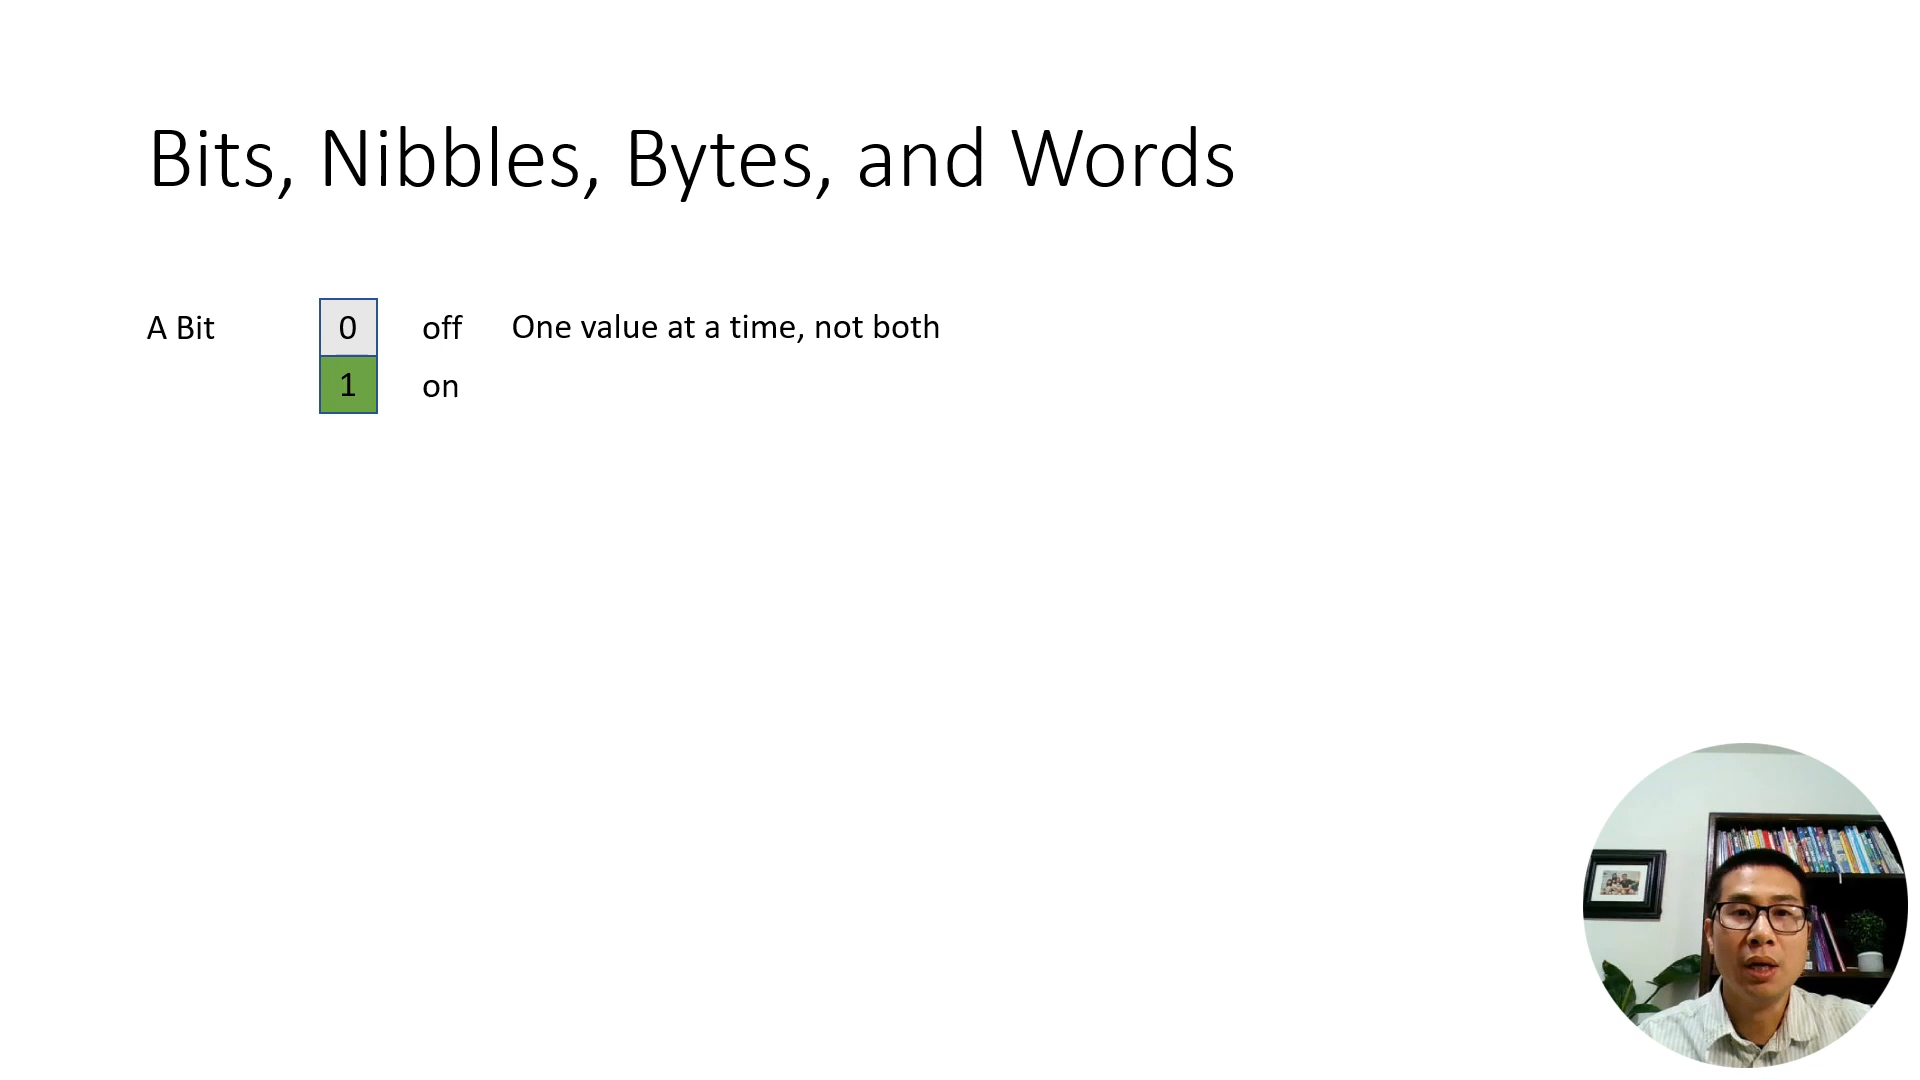 Bits, Nibbles, Bytes, and Words
A Bit 0 off One value at a time, not both
1 on